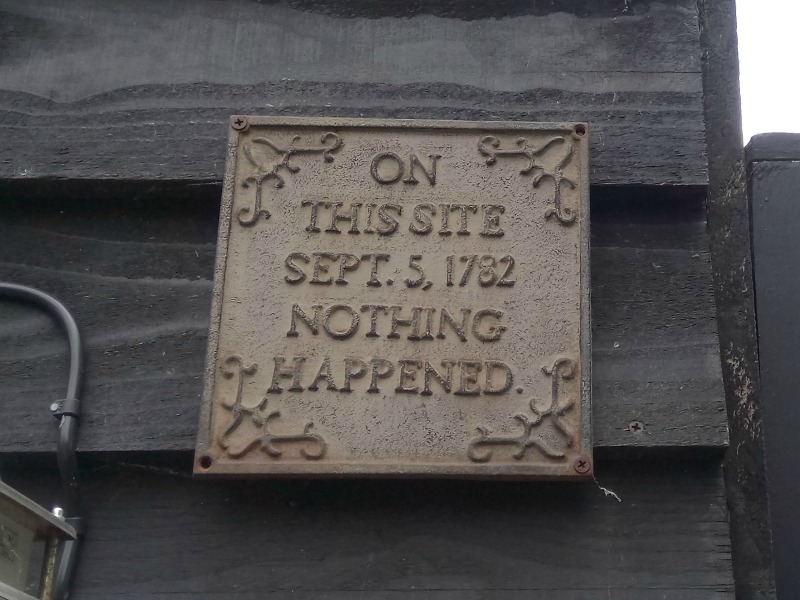 ON
THIS SITE
SEPT. 5, 1782
NOTHING
HAPPENED.